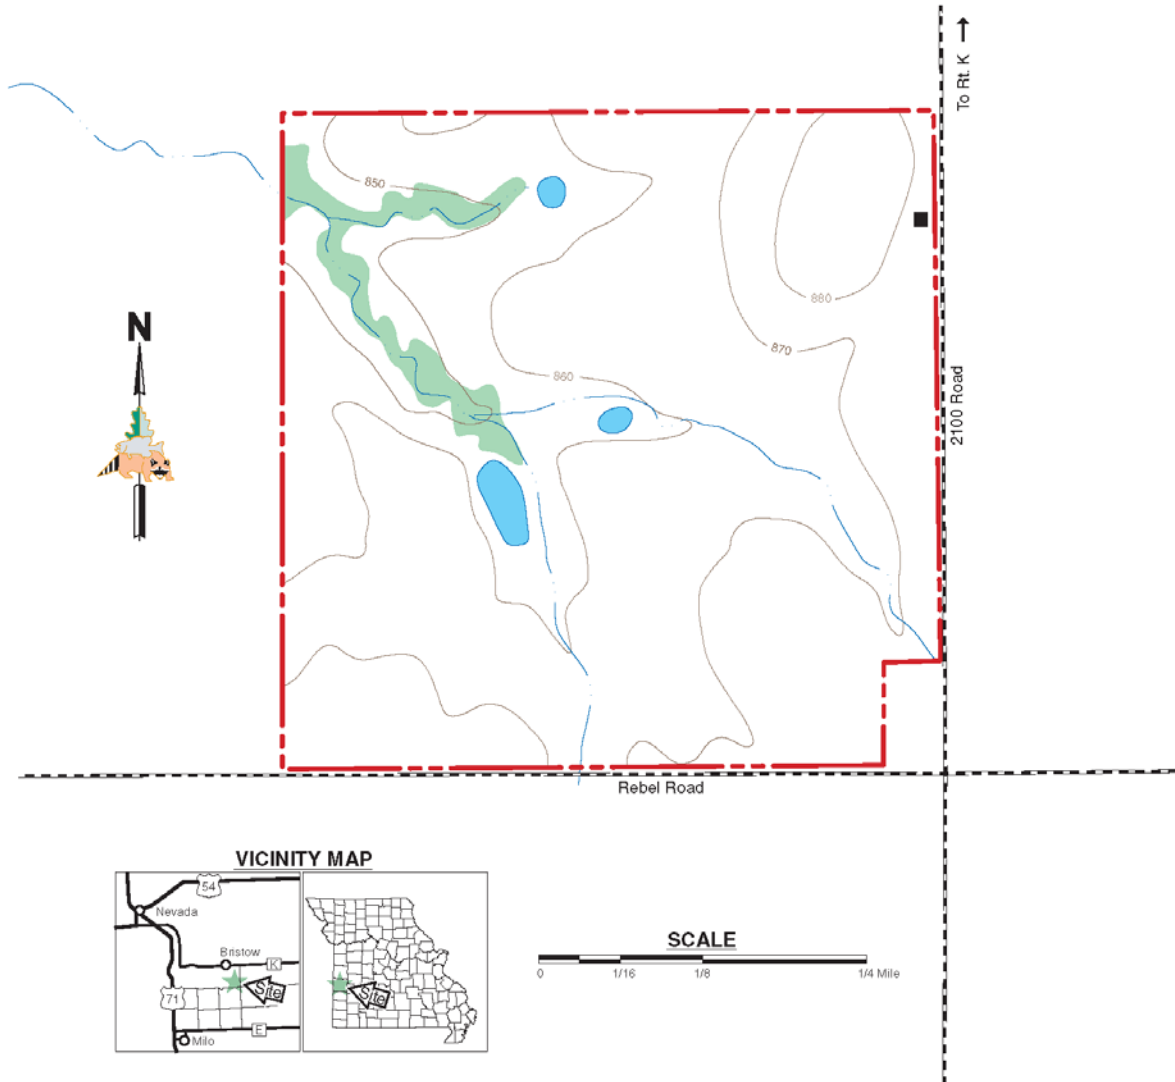 To Rt. K
850
880
N
870
860
2100 Road
Rebel Road
VICINITY MAP
54
Nevada
Bristow
K
Site
71
E
Milo
Site
SCALE
0 1/16 1/8 1/4 Mile